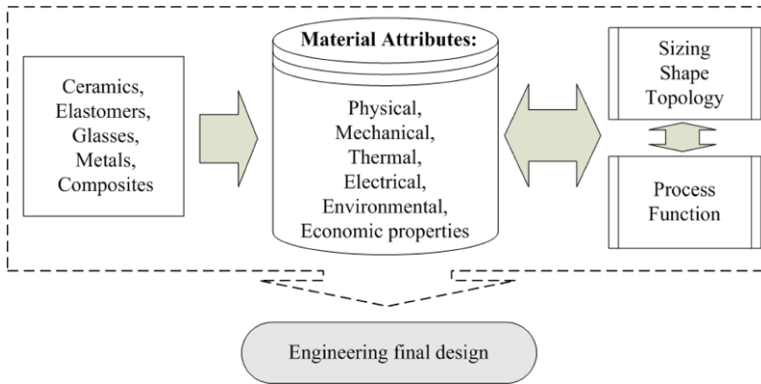 Ceramics,
Elastomers,
Glasses,
Metals,
Composites
Material Attributes:
Physical,
Mechanical,
Thermal,
Electrical,
Environmental,
Economic properties
Sizing
Shape
Topology
Process
Function
Engineering final design